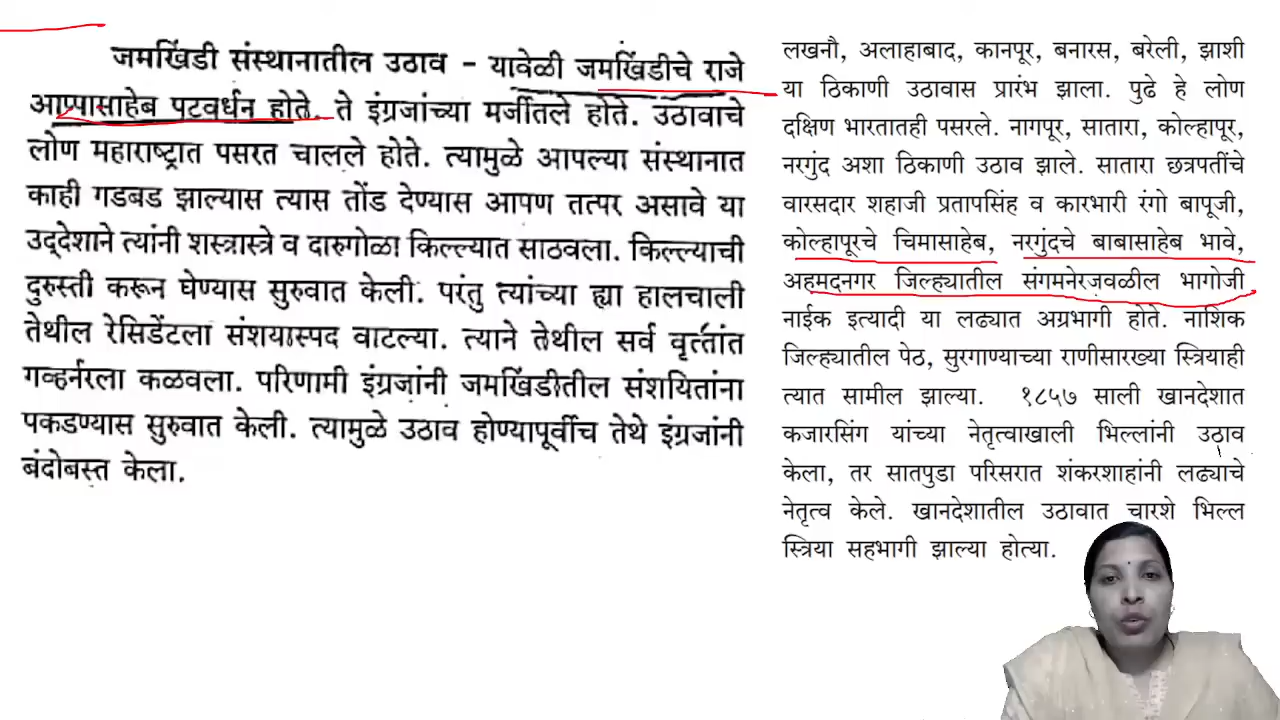 जमखिंडी संस्थानातील उठाव - यावेळी जमखिंडीचे राजे
आप्पासाहेब पटवर्धन होते. ते इंग्रजांच्या मर्जीतले होते. उठावाचे
लोण महाराष्ट्रात पसरत चालले होते. त्यामुळे आपल्या संस्थानात
काही गडबड झाल्यास त्यास तोंड देण्यास आपण तत्पर असावे या
उद्देशाने त्यांनी शस्त्रास्त्रे व दारुगोळा किल्ल्यात साठवला. किल्ल्याची
दुरुस्ती करून घेण्यास सुरुवात केली. परंतु त्यांच्या ह्या हालचाली
तेथील रेसिडेंटला संशयास्पद वाटल्या. त्याने तेथील सर्व वृत्तांत
गव्हर्नरला कळवला. परिणामी इंग्रजांनी जमखिंडीतील संशयितांना
पकडण्यास सुरुवात केली. त्यामुळे उठाव होण्यापूर्वीच तेथे इंग्रजांनी
बंदोबस्त केला.
लखनौ, अलाहाबाद, कानपूर, बनारस, बरेली, झाशी
या ठिकाणी उठावास प्रारंभ झाला. पुढे हे लोण
दक्षिण भारतातही पसरले. नागपूर, सातारा, कोल्हापूर,
नरगुंद अशा ठिकाणी उठाव झाले. सातारा छत्रपतींचे
वारसदार शहाजी प्रतापसिंह व कारभारी रंगो बापूजी,
कोल्हापूरचे चिमासाहेब, नरगुंदचे बाबासाहेब भावे,
अहमदनगर जिल्ह्यातील संगमनेरजवळील भागोजी
नाईक इत्यादी या लढ्यात अग्रभागी होते. नाशिक
जिल्ह्यातील पेठ, सुरगाण्याच्या राणीसारख्या स्त्रियाही
त्यात सामील झाल्या. १८५७ साली खानदेशात
कजारसिंग यांच्या नेतृत्वाखाली भिल्लांनी उठाव
केला, तर सातपुडा परिसरात शंकरशाहांनी लढ्याचे
नेतृत्व केले. खानदेशातील उठावात चारशे भिल्ल
स्त्रिया सहभागी झाल्या होत्या.